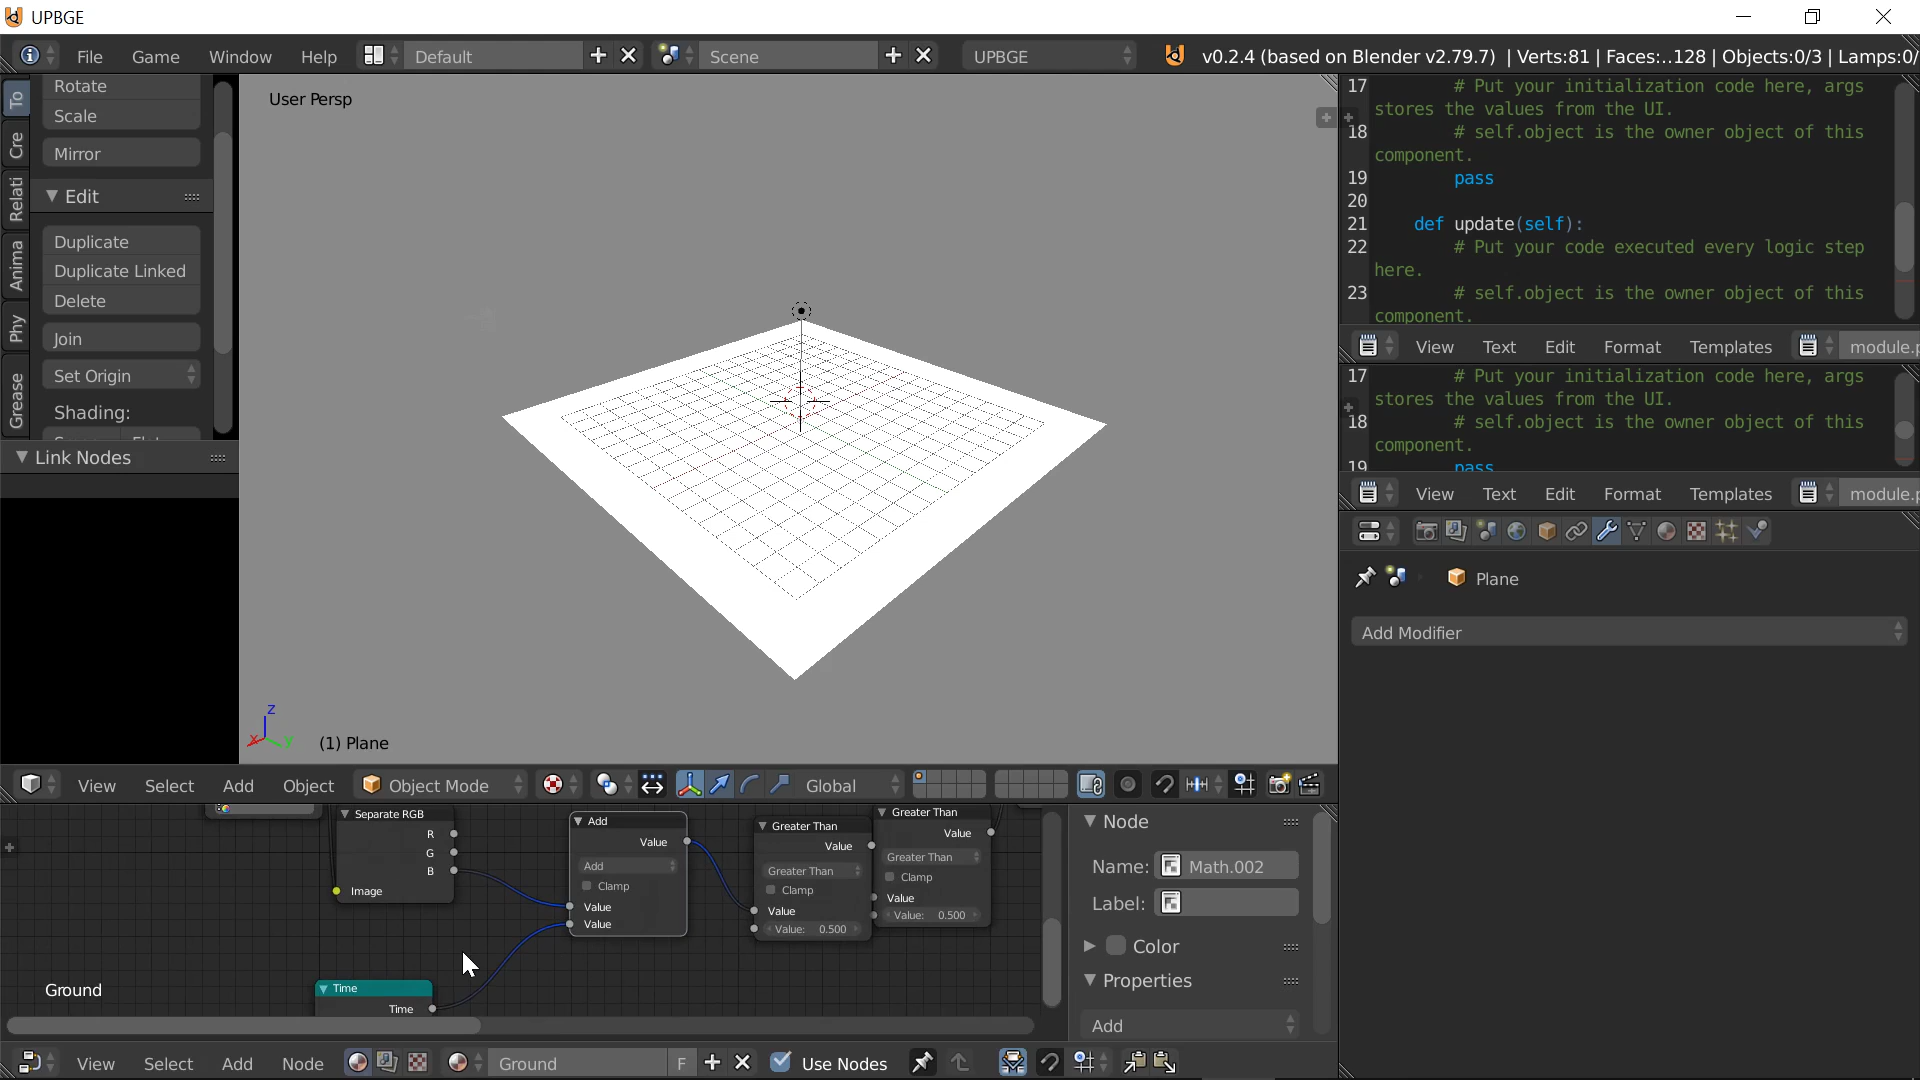 UPBGE
File Game Window Help Default Scene UPBGE v0.2.4 (based on Blender v2.79.7) | Verts:81 | Faces:..128 | Objects:0/3 | Lamps:0/
To
Cre
Relati
Anima
Phy
Grease
Rotate
Scale
Mirror
Edit
Duplicate
Duplicate Linked
Delete
Join
Set Origin
Shading:
Link Nodes
User Persp
z
x
y
(1) Plane
View Select Add Object Object Mode Global
17 # Put your initialization code here, args
stores the values from the UI.
18 # self.object is the owner object of this
component.
19 pass
20
21 def update(self):
22 # Put your code executed every logic step
here.
23 # self.object is the owner object of this
component.
View Text Edit Format Templates module.p
17 # Put your initialization code here, args
stores the values from the UI.
18 # self.object is the owner object of this
component.
19 pass
View Text Edit Format Templates module.p
Plane
Add Modifier
Separate RGB
R
G
B
Image
Time
Time
Ground
Add
Value
Add
Clamp
Value
Value
Greater Than
Value
Greater Than
Clamp
Value
Value: 0.500
Greater Than
Value
Greater Than
Clamp
Value
Value: 0.500
Node
Name: Math.002
Label:
Color
Properties
Add
View Select Add Node Ground F Use Nodes